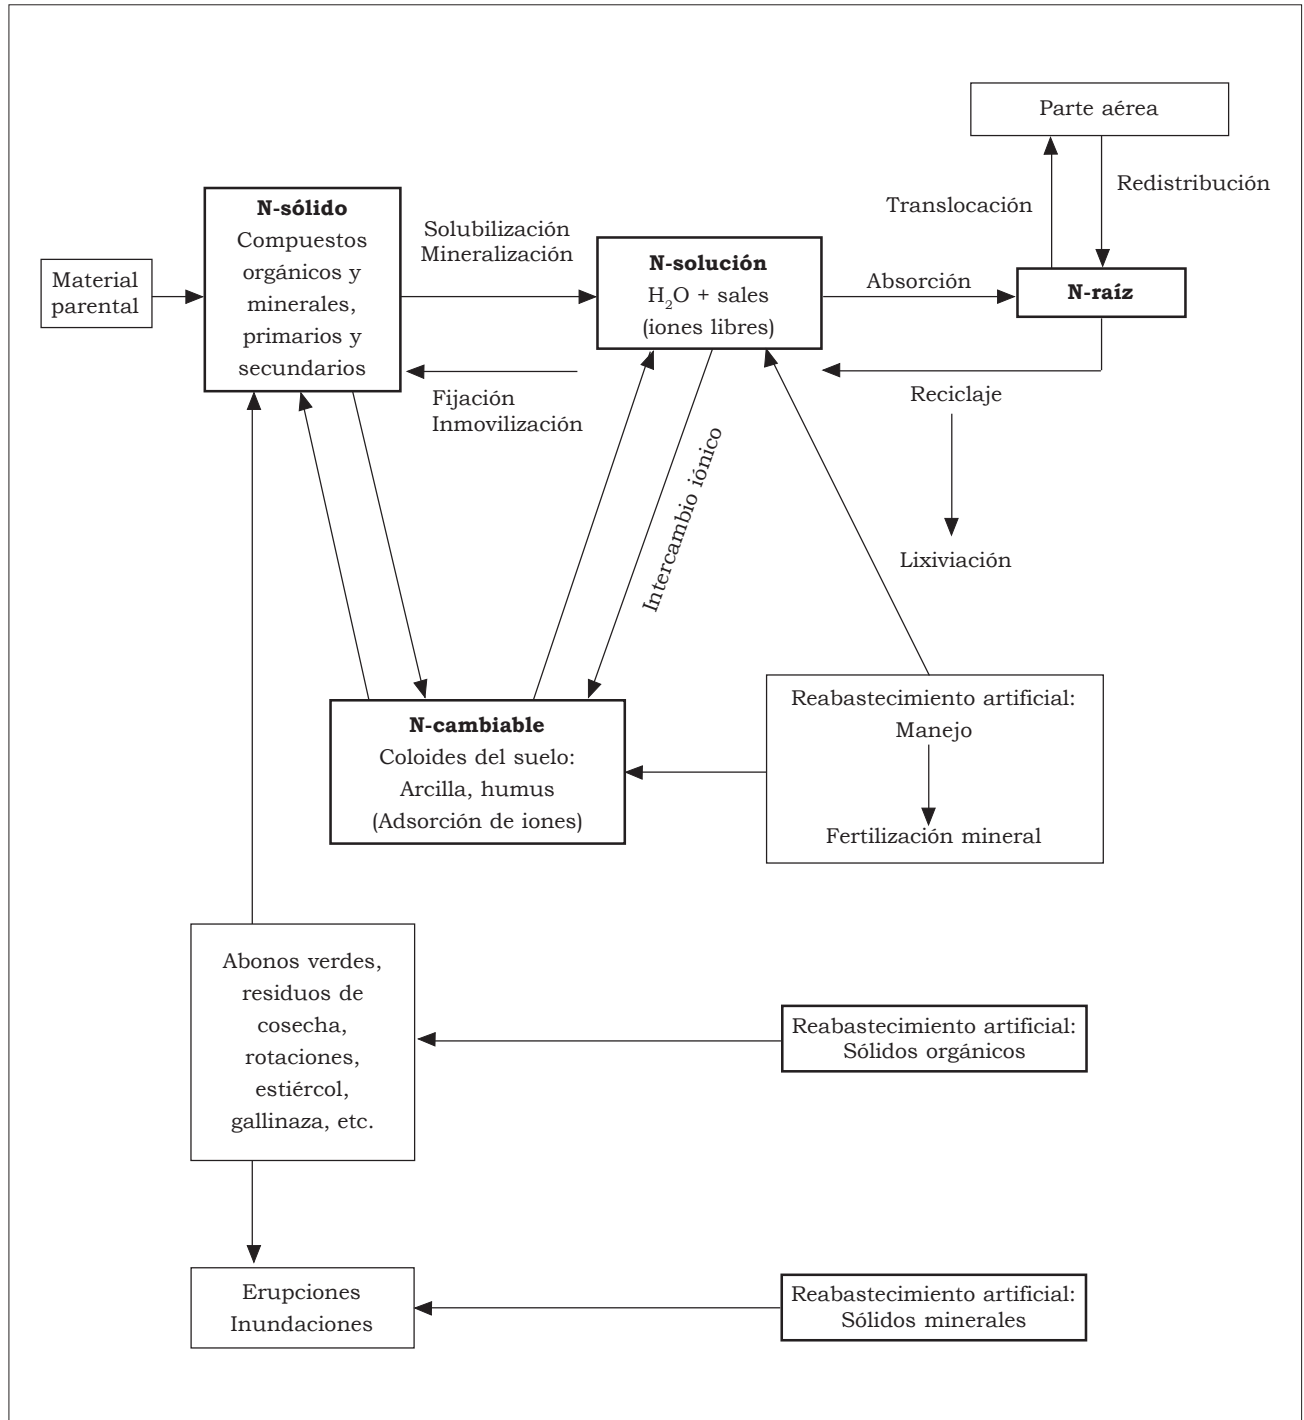 Parte aérea
Redistribución
Translocación
N-sólido
Compuestos
orgánicos y
minerales,
primarios y
secundarios
Solubilización
Mineralización
N-solución
H₂O + sales
(iones libres)
Absorción
N-raíz
Material
parental
Fijación
Inmovilización
Reciclaje
Intercambio iónico
Lixiviación
N-cambiable
Coloides del suelo:
Arcilla, humus
(Adsorción de iones)
Reabastecimiento artificial:
Manejo
Fertilización mineral
Abonos verdes,
residuos de
cosecha,
rotaciones,
estiércol,
gallinaza, etc.
Reabastecimiento artificial:
Sólidos orgánicos
Erupciones
Inundaciones
Reabastecimiento artificial:
Sólidos minerales